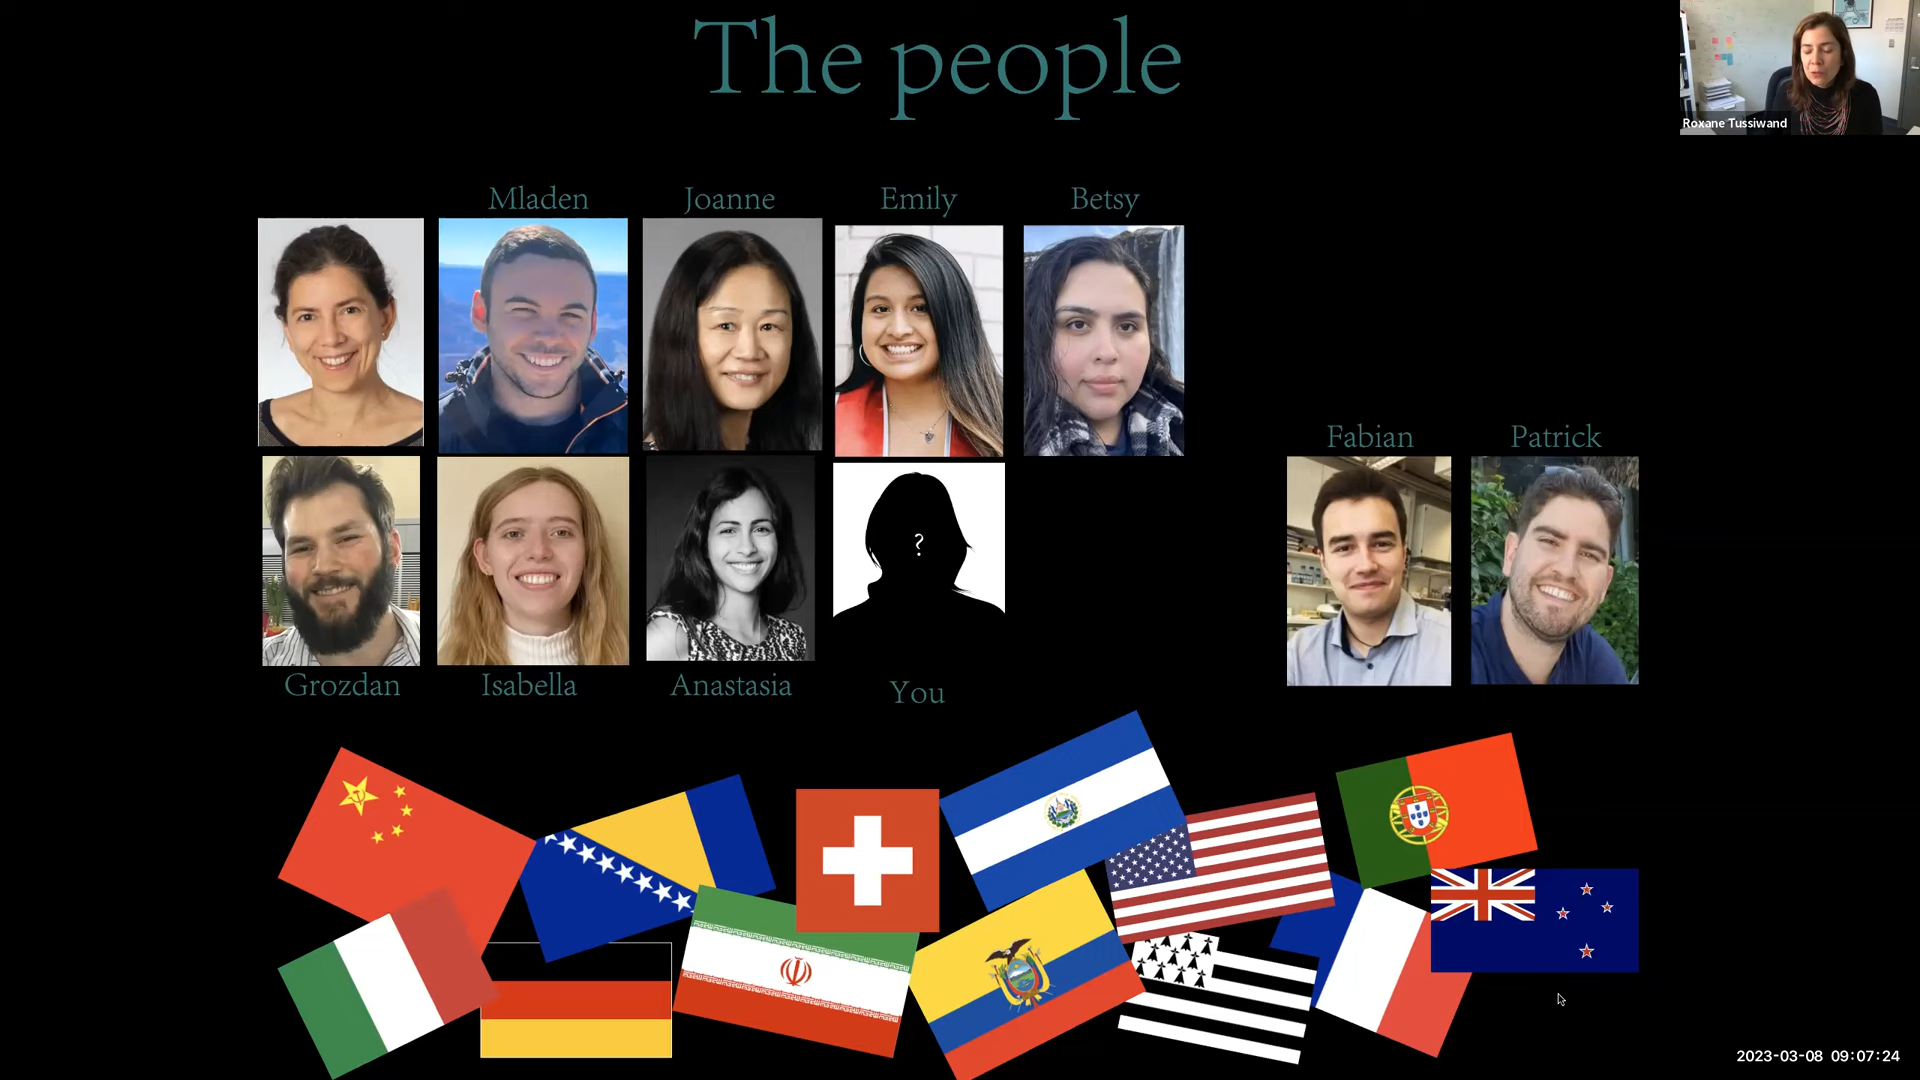 The people
Roxane Tussiwand
Mladen
Joanne
Emily
Betsy
Fabian
Patrick
?
Grozdan
Isabella
Anastasia
You
2023-03-08 09:07:24